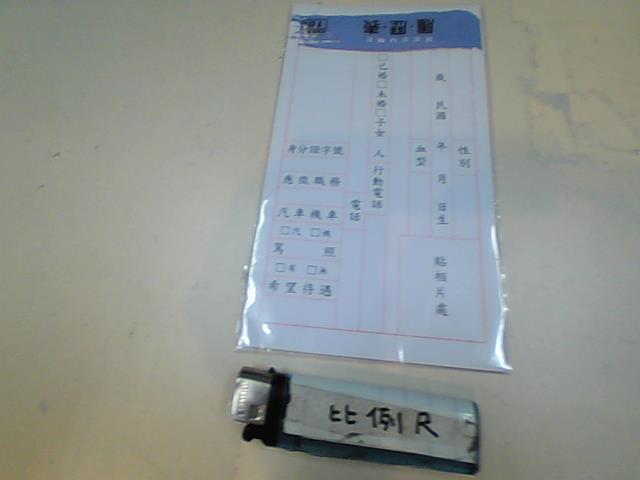 履·歷·表
歲 民國 年 月 日生
性別
血型
貼相片處
□已婚□未婚□子女 人 行動電話
電話
身分證字號
應徵職務
汽車機車
□汽 □機
駕照
□有 □未
希望待遇
比例尺